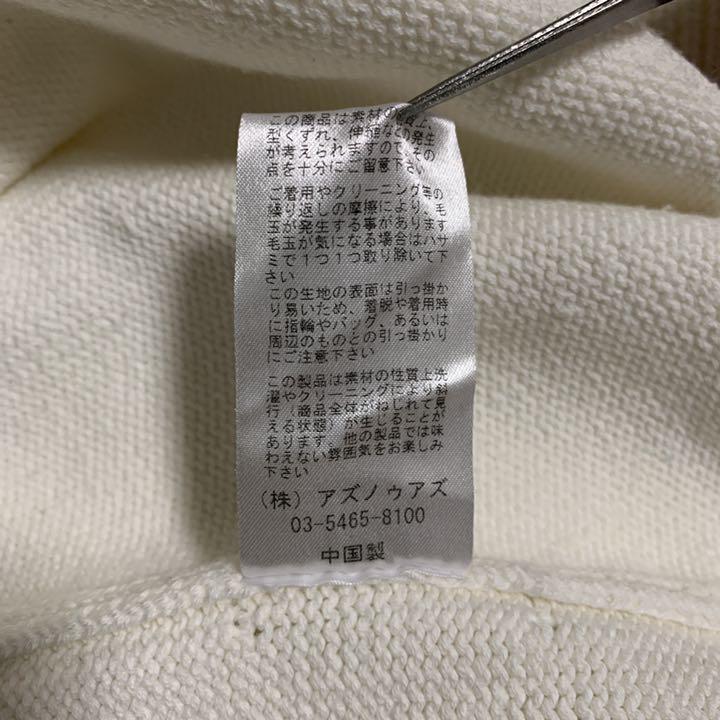 この商品は素材の性質上、
型くずれ、伸縮などの発生
が考えられますので、その
点を十分にご留意下さい
ご着用やクリーニング等の
繰り返しの摩擦により、毛
玉が発生する事があります
毛玉が気になる場合はハサ
ミで1つ1つ取り除いて下
さい
この生地の表面は引っ掛か
り易いため、着脱や着用時
に指輪やバッグ、あるいは
周辺のものとの引っ掛かり
にご注意下さい
この製品は素材の性質上洗
濯やクリーニングにより斜
行（商品全体がねじれて見
える状態）が生じることが
あります。他の製品では味
わえない雰囲気をお楽しみ
下さい
（株）アズノゥアズ
03-5465-8100
中国製